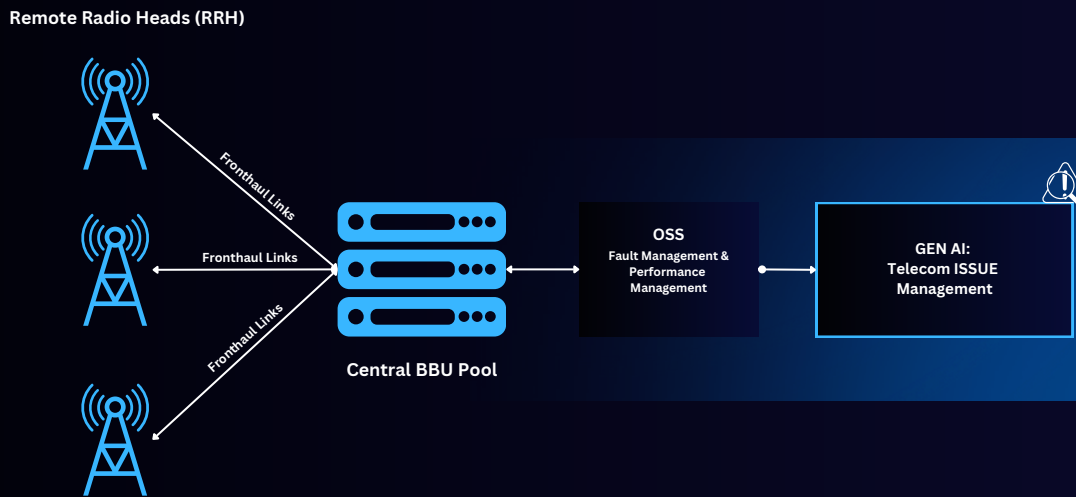 Remote Radio Heads (RRH)
Fronthaul Links
Fronthaul Links
Fronthaul Links
Central BBU Pool
OSS
Fault Management &
Performance
Management
GEN AI:
Telecom ISSUE
Management